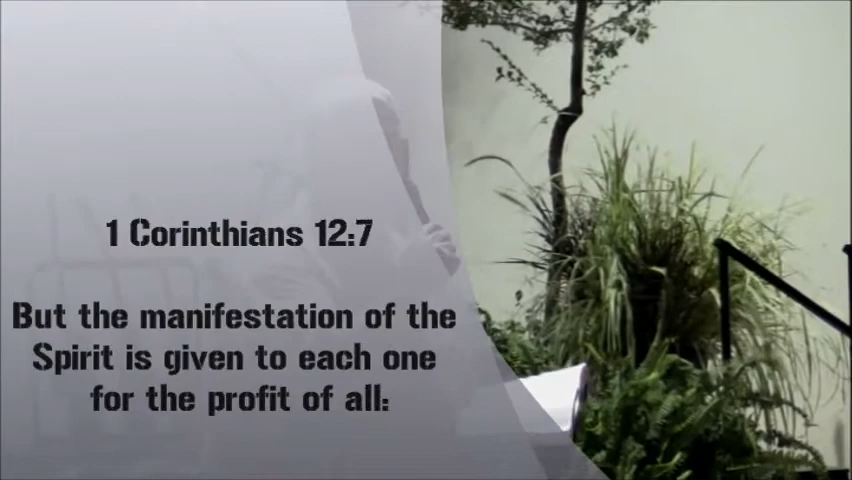 1 Corinthians 12:7
But the manifestation of the
Spirit is given to each one
for the profit of all: